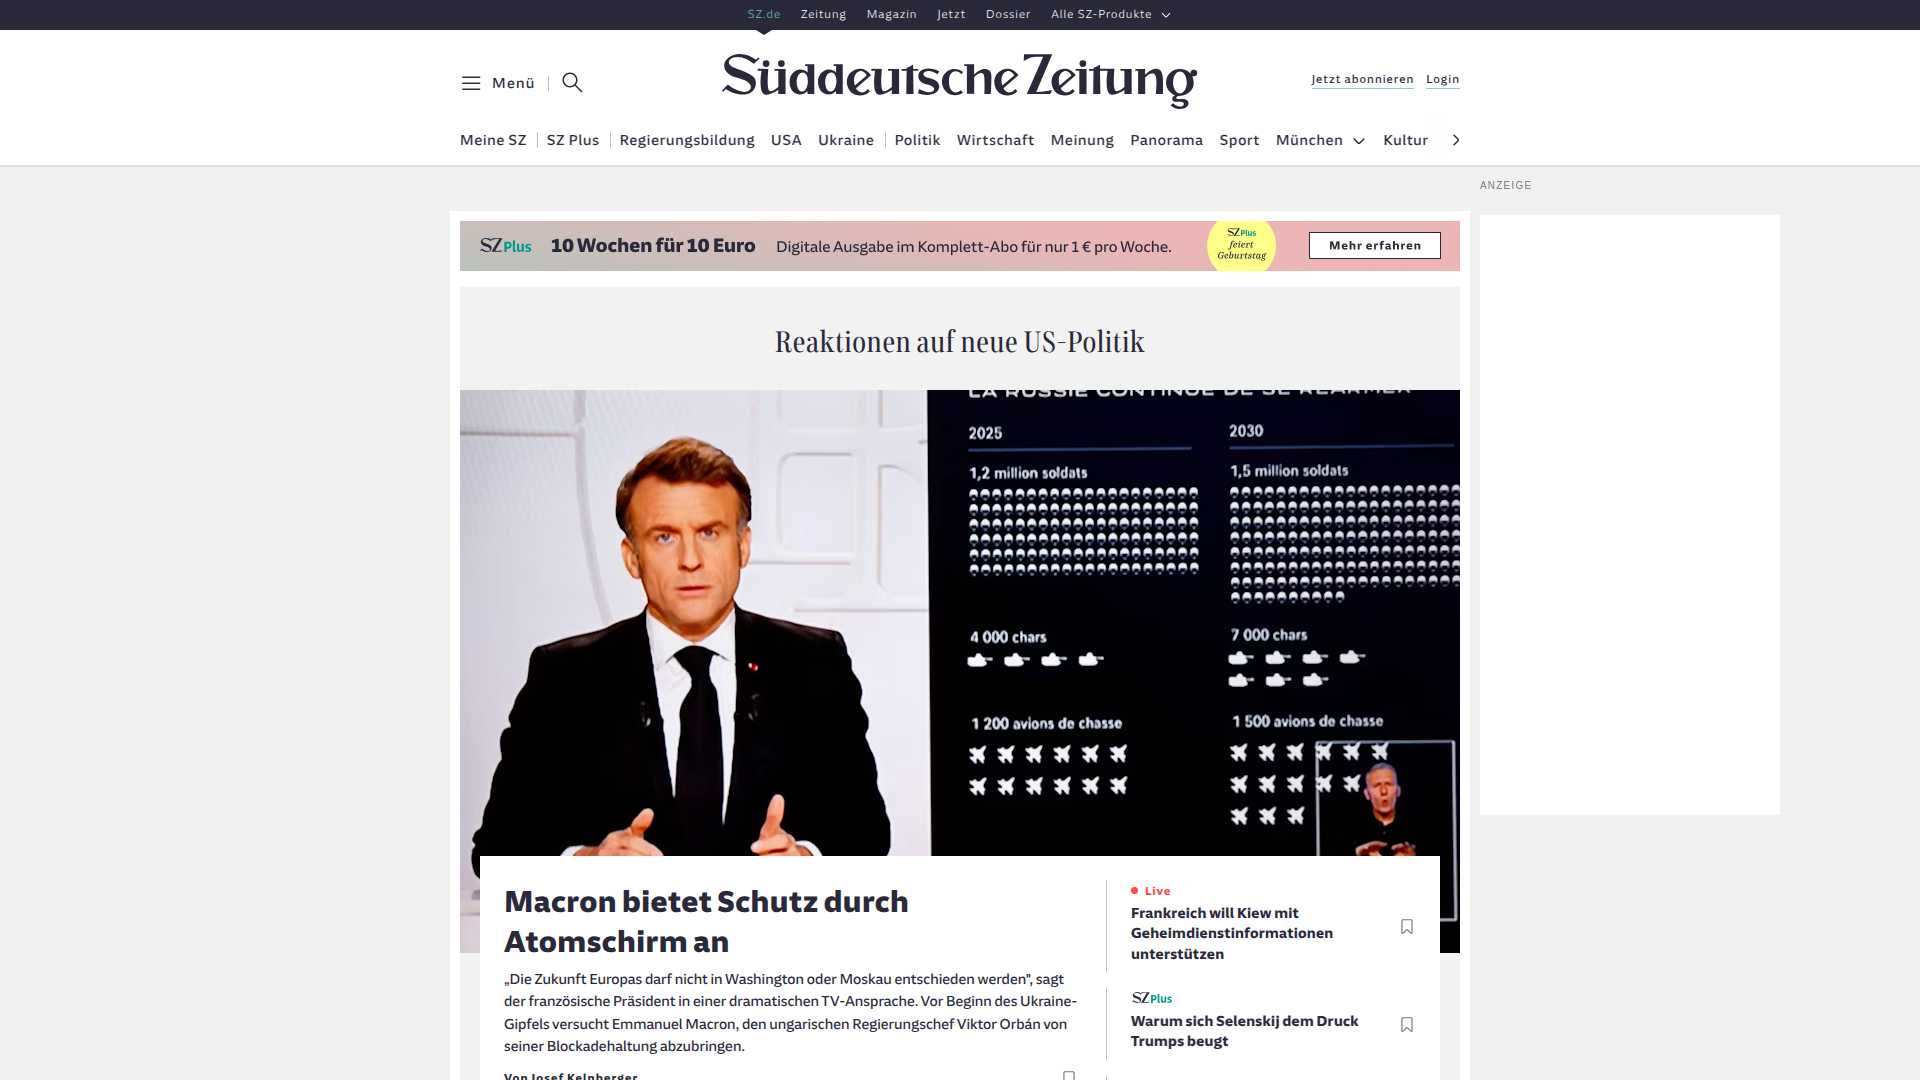 SZ.de Zeitung Magazin Jetzt Dossier Alle SZ-Produkte
Menü
Süddeutsche Zeitung
Jetzt abonnieren Login
Meine SZ SZ Plus Regierungsbildung USA Ukraine Politik Wirtschaft Meinung Panorama Sport München Kultur
ANZEIGE
SZ Plus 10 Wochen für 10 Euro Digitale Ausgabe im Komplett-Abo für nur 1 € pro Woche.
SZ Plus
feiert
Geburtstag
Mehr erfahren
Reaktionen auf neue US-Politik
LA RUSSIE CONTINUE DE SE RÉARMER
2025
1,2 million soldats
4 000 chars
1 200 avions de chasse
2030
1,5 million soldats
7 000 chars
1 500 avions de chasse
Macron bietet Schutz durch
Atomschirm an
„Die Zukunft Europas darf nicht in Washington oder Moskau entschieden werden", sagt
der französische Präsident in einer dramatischen TV-Ansprache. Vor Beginn des Ukraine-
Gipfels versucht Emmanuel Macron, den ungarischen Regierungschef Viktor Orbán von
seiner Blockadehaltung abzubringen.
Von Josef Kelnberger
Live
Frankreich will Kiew mit
Geheimdienstinformationen
unterstützen
SZ Plus
Warum sich Selenskij dem Druck
Trumps beugt